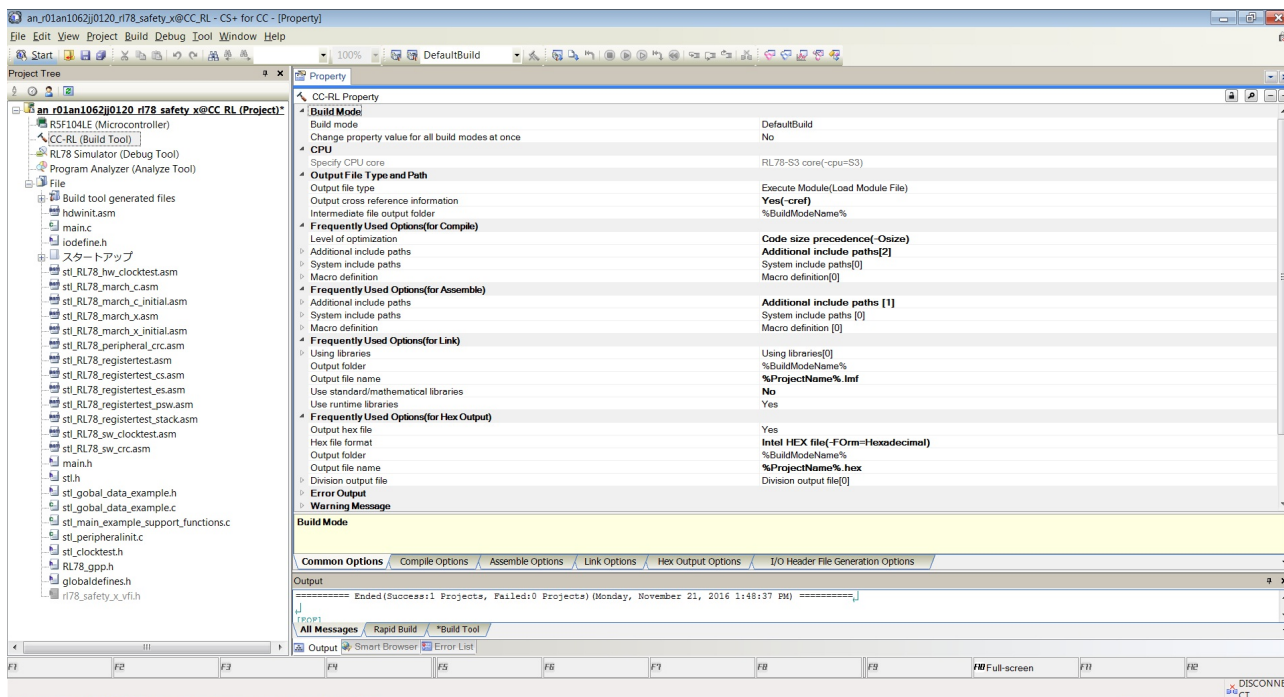 an_r01an1062jj0120_rl78_safety_x@CC_RL - CS+ for CC - [Property]
File Edit View Project Build Debug Tool Window Help
Start 100% DefaultBuild
Project Tree
an_r01an1062jj0120_rl78_safety_x@CC_RL (Project)*
R5F104LE (Microcontroller)
CC-RL (Build Tool)
RL78 Simulator (Debug Tool)
Program Analyzer (Analyze Tool)
File
Build tool generated files
hdwinit.asm
main.c
iodefine.h
スタートアップ
stl_RL78_hw_clocktest.asm
stl_RL78_march_c.asm
stl_RL78_march_c_initial.asm
stl_RL78_march_x.asm
stl_RL78_march_x_initial.asm
stl_RL78_peripheral_crc.asm
stl_RL78_registertest.asm
stl_RL78_registertest_cs.asm
stl_RL78_registertest_es.asm
stl_RL78_registertest_psw.asm
stl_RL78_registertest_stack.asm
stl_RL78_sw_clocktest.asm
stl_RL78_sw_crc.asm
main.h
stl.h
stl_gobal_data_example.h
stl_gobal_data_example.c
stl_main_example_support_functions.c
stl_peripheralinit.c
stl_clocktest.h
RL78_gpp.h
globaldefines.h
rl78_safety_x_vfi.h
Property
CC-RL Property
Build Mode
Build mode DefaultBuild
Change property value for all build modes at once No
CPU
Specify CPU core RL78-S3 core(-cpu=S3)
Output File Type and Path
Output file type Execute Module(Load Module File)
Output cross reference information Yes(-cref)
Intermediate file output folder %BuildModeName%
Frequently Used Options(for Compile)
Level of optimization Code size precedence(-Osize)
Additional include paths Additional include paths[2]
System include paths System include paths[0]
Macro definition Macro definition[0]
Frequently Used Options(for Assemble)
Additional include paths Additional include paths [1]
System include paths System include paths [0]
Macro definition Macro definition [0]
Frequently Used Options(for Link)
Using libraries Using libraries[0]
Output folder %BuildModeName%
Output file name %ProjectName%.lmf
Use standard/mathematical libraries No
Use runtime libraries Yes
Frequently Used Options(for Hex Output)
Output hex file Yes
Hex file format Intel HEX file(-FOrm=Hexadecimal)
Output folder %BuildModeName%
Output file name %ProjectName%.hex
Division output file Division output file[0]
Error Output
Warning Message
Build Mode
Common Options Compile Options Assemble Options Link Options Hex Output Options I/O Header File Generation Options
Output
========== Ended(Success:1 Projects, Failed:0 Projects)(Monday, November 21, 2016 1:48:37 PM) ==========
[EOF]
All Messages Rapid Build *Build Tool
Output Smart Browser Error List
F1 F2 F3 F4 F5 F6 F7 F8 F9 F10 Full-screen F11 F12
DISCONNE
CT